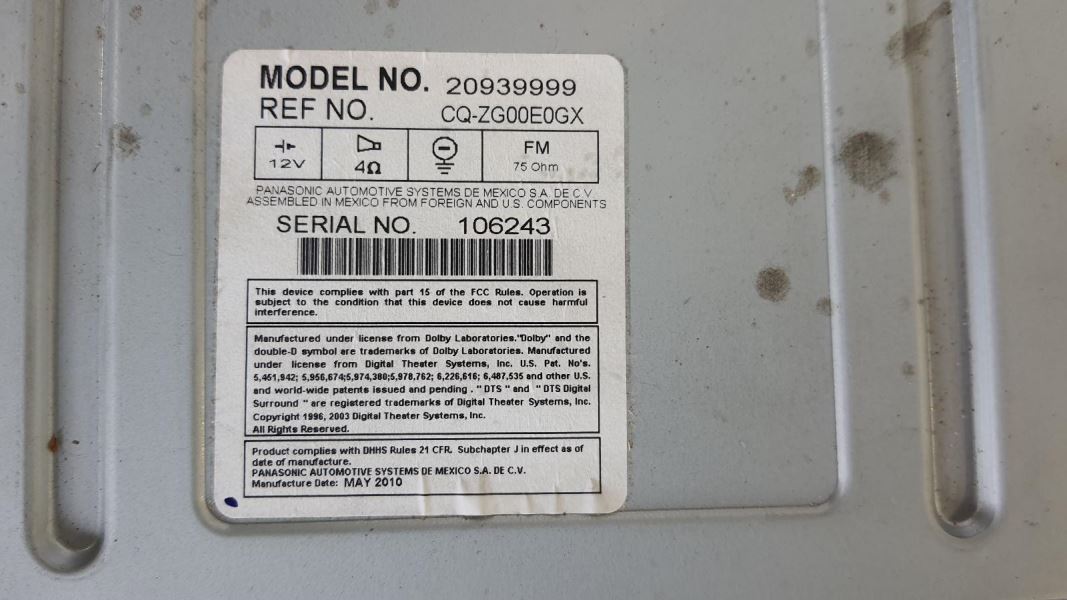 MODEL NO. 20939999
REF NO. CQ-ZG00E0GX
12V 4Ω FM 75 Ohm
PANASONIC AUTOMOTIVE SYSTEMS DE MEXICO S.A. DE C.V
ASSEMBLED IN MEXICO FROM FOREIGN AND U.S. COMPONENTS
SERIAL NO. 106243
This device complies with part 15 of the FCC Rules. Operation is
subject to the condition that this device does not cause harmful
interference.
Manufactured under license from Dolby Laboratories."Dolby" and the
double-D symbol are trademarks of Dolby Laboratories. Manufactured
under license from Digital Theater Systems, Inc. U.S. Pat. No's.
5,451,942; 5,956,674;5,974,380;5,978,762; 6,226,616; 6,487,535 and other U.S.
and world-wide patents issued and pending . "DTS " and " DTS Digital
Surround " are registered trademarks of Digital Theater Systems, Inc.
Copyright 1996, 2003 Digital Theater Systems, Inc.
All Rights Reserved.
Product complies with DHHS Rules 21 CFR. Subchapter J in effect as of
date of manufacture.
PANASONIC AUTOMOTIVE SYSTEMS DE MEXICO S.A. DE C.V.
Manufacture Date: MAY 2010